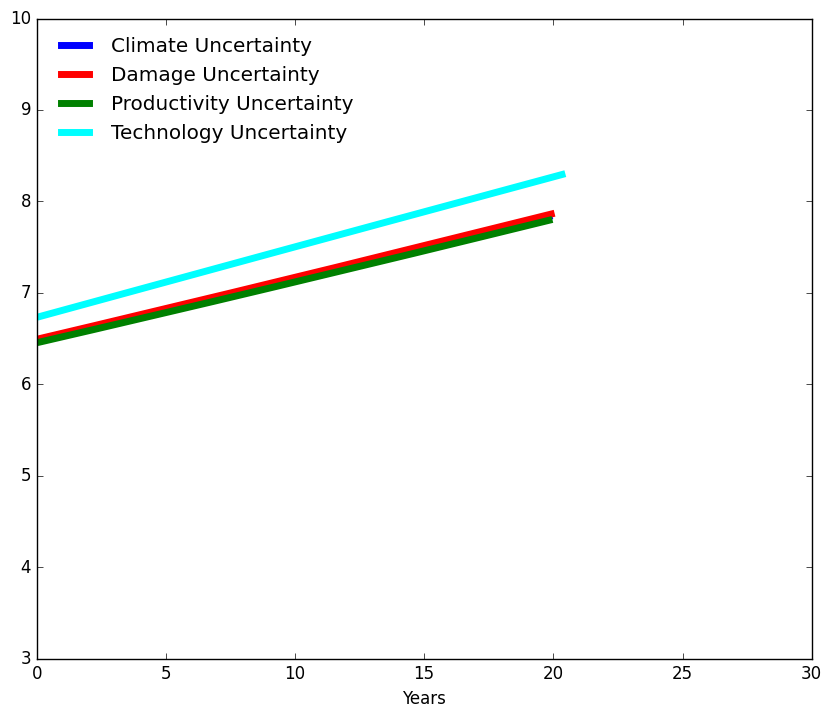 10
9
8
7
6
5
4
3
Climate Uncertainty
Damage Uncertainty
Productivity Uncertainty
Technology Uncertainty
0 5 10 15 20 25 30
Years